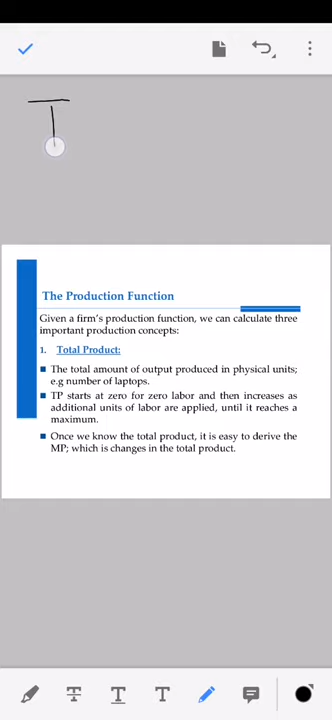 T
The Production Function
Given a firm's production function, we can calculate three
important production concepts:
1. Total Product:
■ The total amount of output produced in physical units;
e.g number of laptops.
■ TP starts at zero for zero labor and then increases as
additional units of labor are applied, until it reaches a
maximum.
■ Once we know the total product, it is easy to derive the
MP; which is changes in the total product.
T T T